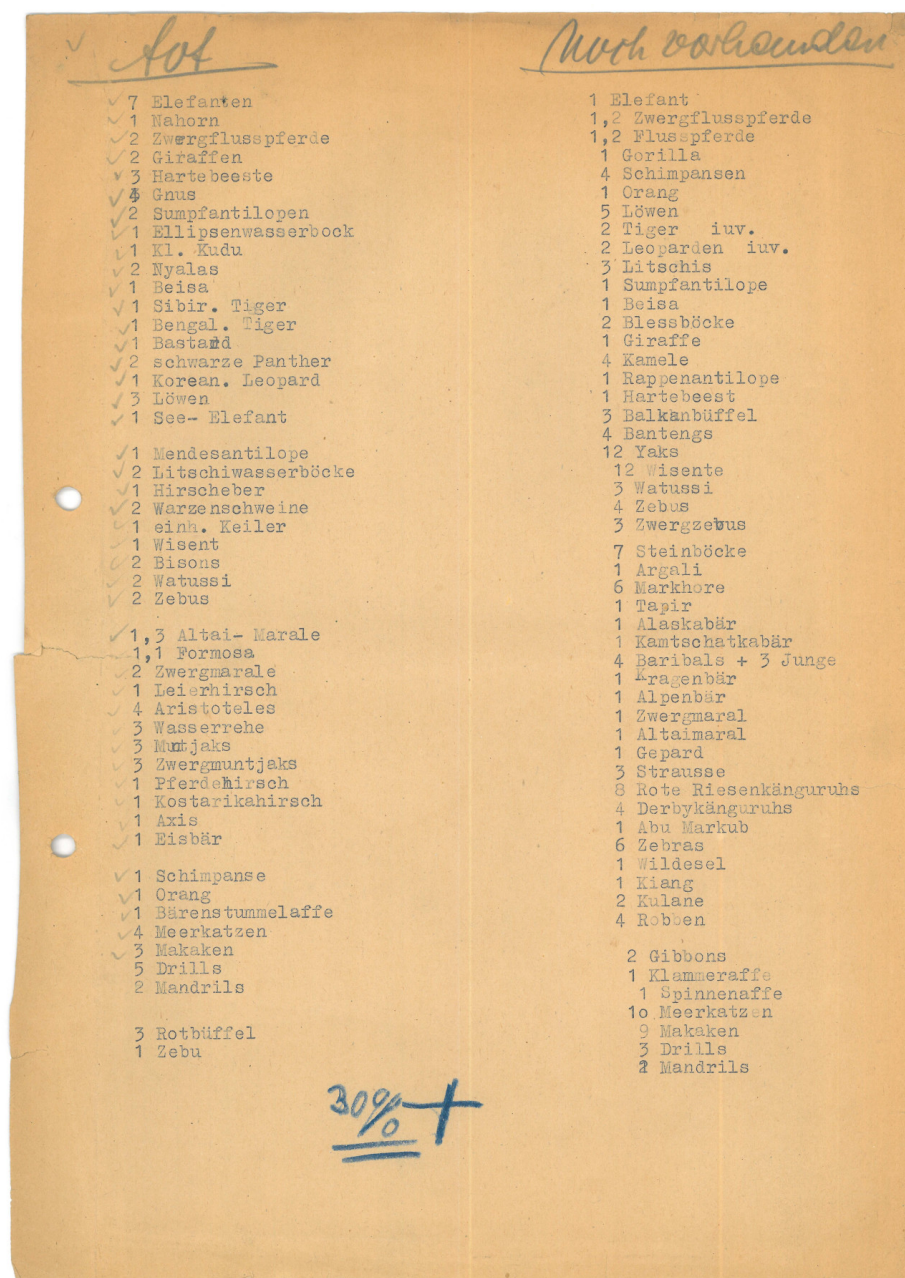 tot
7 Elefanten
1 Nahorn
2 Zwergflusspferde
2 Giraffen
3 Hartebeeste
4 Gnus
2 Sumpfantilopen
1 Ellipsenwasserbock
1 Kl. Kudu
2 Nyalas
1 Beisa
1 Sibir. Tiger
1 Bengal. Tiger
1 Bastard
2 schwarze Panther
1 Korean. Leopard
3 Löwen
1 See- Elefant
1 Mendesantilope
2 Litschiwasserböcke
1 Hirscheber
2 Warzenschweine
1 einh. Keiler
1 Wisent
2 Bisons
2 Watussi
2 Zebus
1,3 Altai- Marale
1,1 Formosa
2 Zwergmarale
1 Leierhirsch
4 Aristoteles
3 Wasserrehe
3 Muntjaks
3 Zwergmuntjaks
1 Pferdehirsch
1 Kostarikahirsch
1 Axis
1 Eisbär
1 Schimpanse
1 Orang
1 Bärenstummelaffe
4 Meerkatzen
3 Makaken
5 Drills
2 Mandrils
3 Rotbüffel
1 Zebu
Noch vorhanden
1 Elefant
1,2 Zwergflusspferde
1,2 Flusspferde
1 Gorilla
4 Schimpansen
1 Orang
5 Löwen
2 Tiger iuv.
2 Leoparden iuv.
3 Litschis
1 Sumpfantilope
1 Beisa
2 Blessböcke
1 Giraffe
4 Kamele
1 Rappenantilope
1 Hartebeest
3 Balkanbüffel
4 Bantengs
12 Yaks
12 Wisente
3 Watussi
4 Zebus
3 Zwergzebus
7 Steinböcke
1 Argali
6 Markhore
1 Tapir
1 Alaskabär
1 Kamtschatkabär
4 Baribals + 3 Junge
1 Kragenbär
1 Alpenbär
1 Zwergmaral
1 Altaimaral
1 Gepard
3 Strausse
8 Rote Riesenkänguruhs
4 Derbykänguruhs
1 Abu Markub
6 Zebras
1 Wildesel
1 Kiang
2 Kulane
4 Robben
2 Gibbons
1 Klammeraffe
1 Spinnenaffe
10 Meerkatzen
9 Makaken
3 Drills
2 Mandrils
30% +